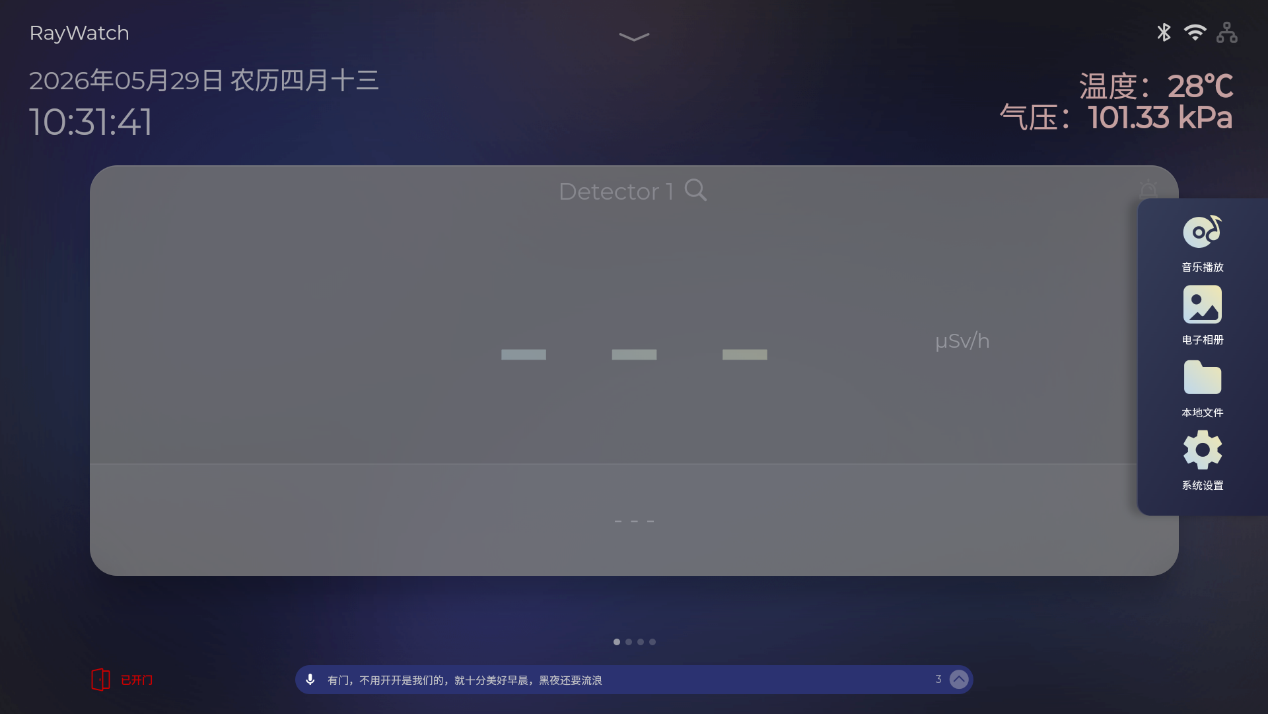 RayWatch
2026年05月29日 农历四月十三
10:31:41
温度：28℃
气压：101.33 kPa
Detector 1
— — —
μSv/h
- - -
音乐播放
电子相册
本地文件
系统设置
已开门
有门，不用开开是我们的，就十分美好早晨，黑夜还要流浪
3